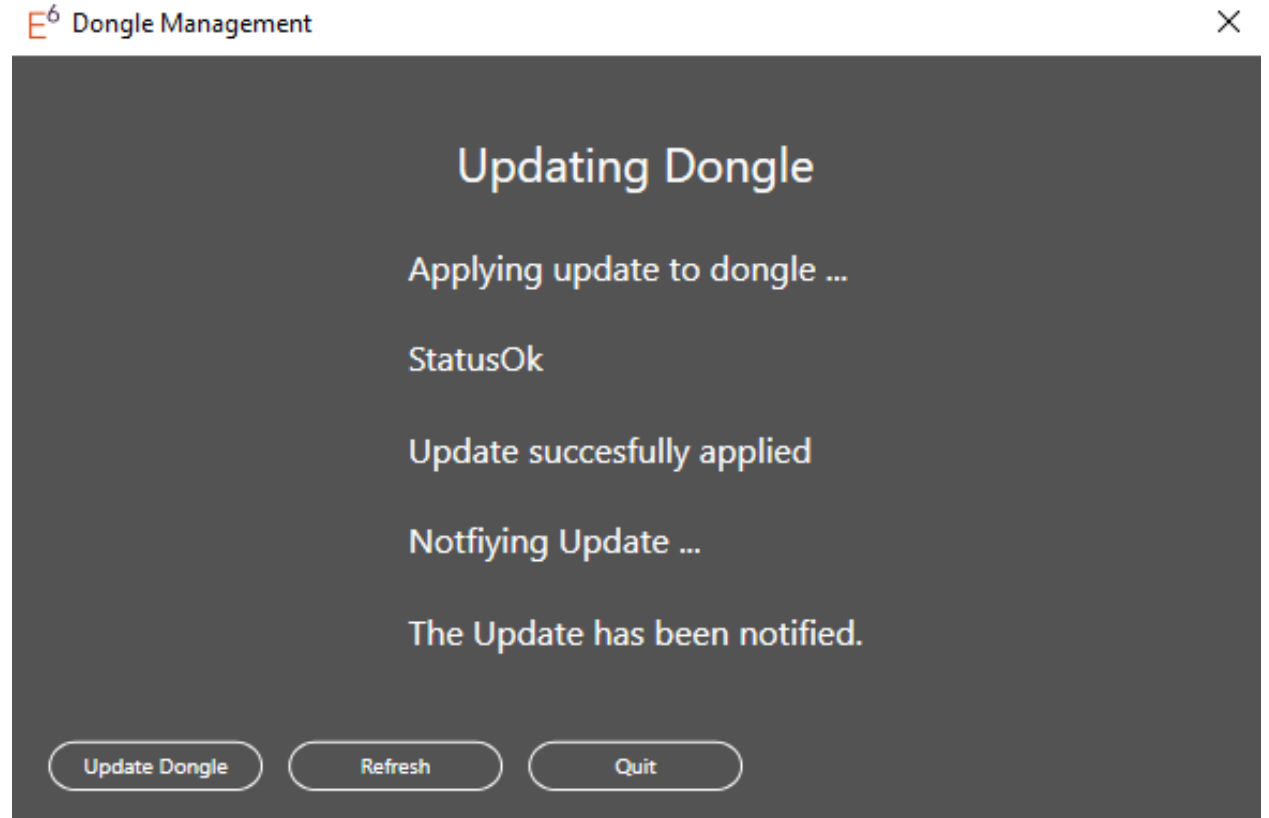 E⁶ Dongle Management
Updating Dongle
Applying update to dongle ...
StatusOk
Update succesfully applied
Notfiying Update ...
The Update has been notified.
Update Dongle
Refresh
Quit